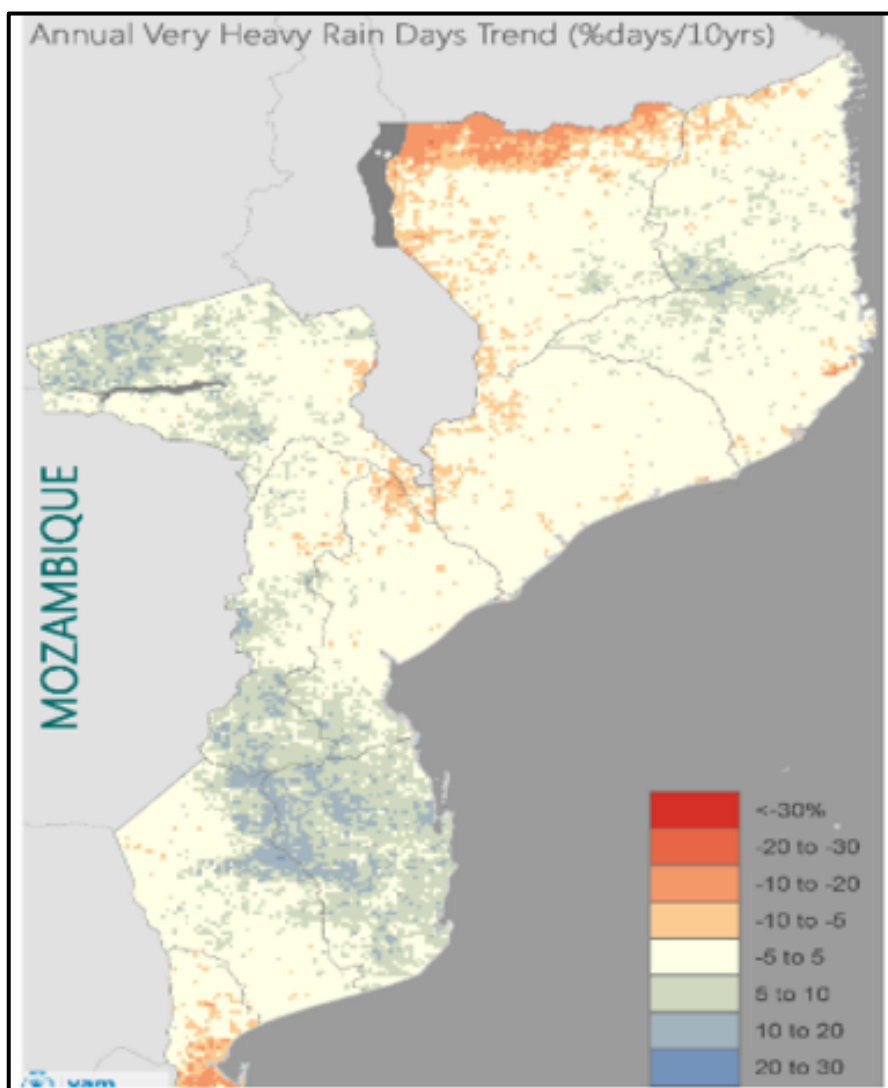 Annual Very Heavy Rain Days Trend (%days/10yrs)
MOZAMBIQUE
<-30%
-20 to -30
-10 to -20
-10 to -5
-5 to 5
5 to 10
10 to 20
20 to 30
vam